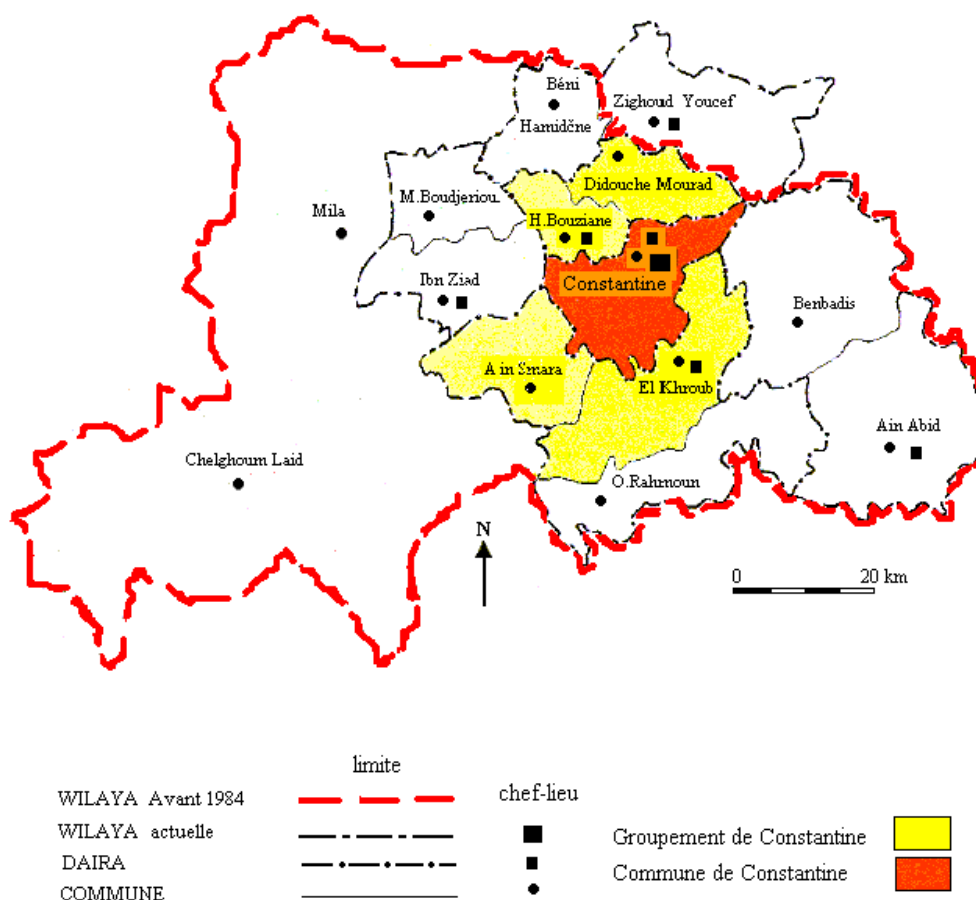 Béni
Hamidčne
Zighoud Youcef
Didouche Mourad
M.Boudjeriou
Mila
H.Bouziane
Constantine
Ibn Ziad
Benbadis
A in Smara
El Khroub
Ain Abid
Chelghoum Laid
O.Rahmoun
N
0 20 km
limite
chef-lieu
WILAYA Avant 1984
WILAYA actuelle
DAIRA
COMMUNE
Groupement de Constantine
Commune de Constantine